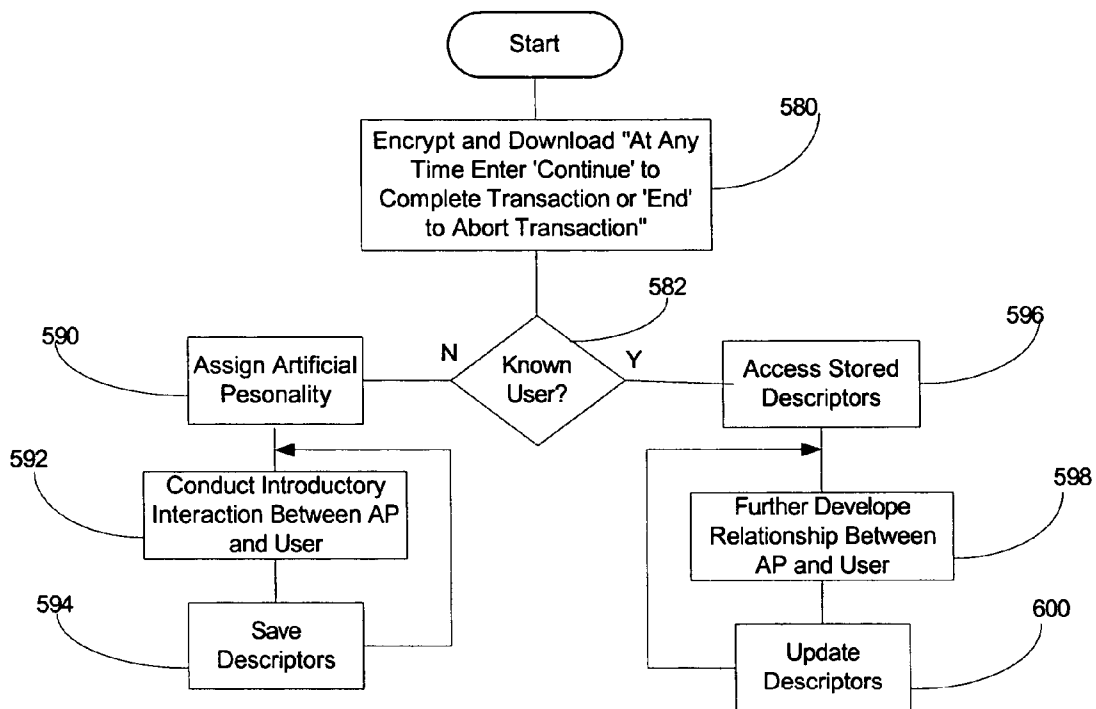 Start
580
Encrypt and Download "At Any
Time Enter 'Continue' to
Complete Transaction or 'End'
to Abort Transaction"
582
590
596
N
Y
Assign Artificial
Pesonality
Known
User?
Access Stored
Descriptors
592
Conduct Introductory
Interaction Between AP
and User
598
Further Develope
Relationship Between
AP and User
594
Save
Descriptors
600
Update
Descriptors